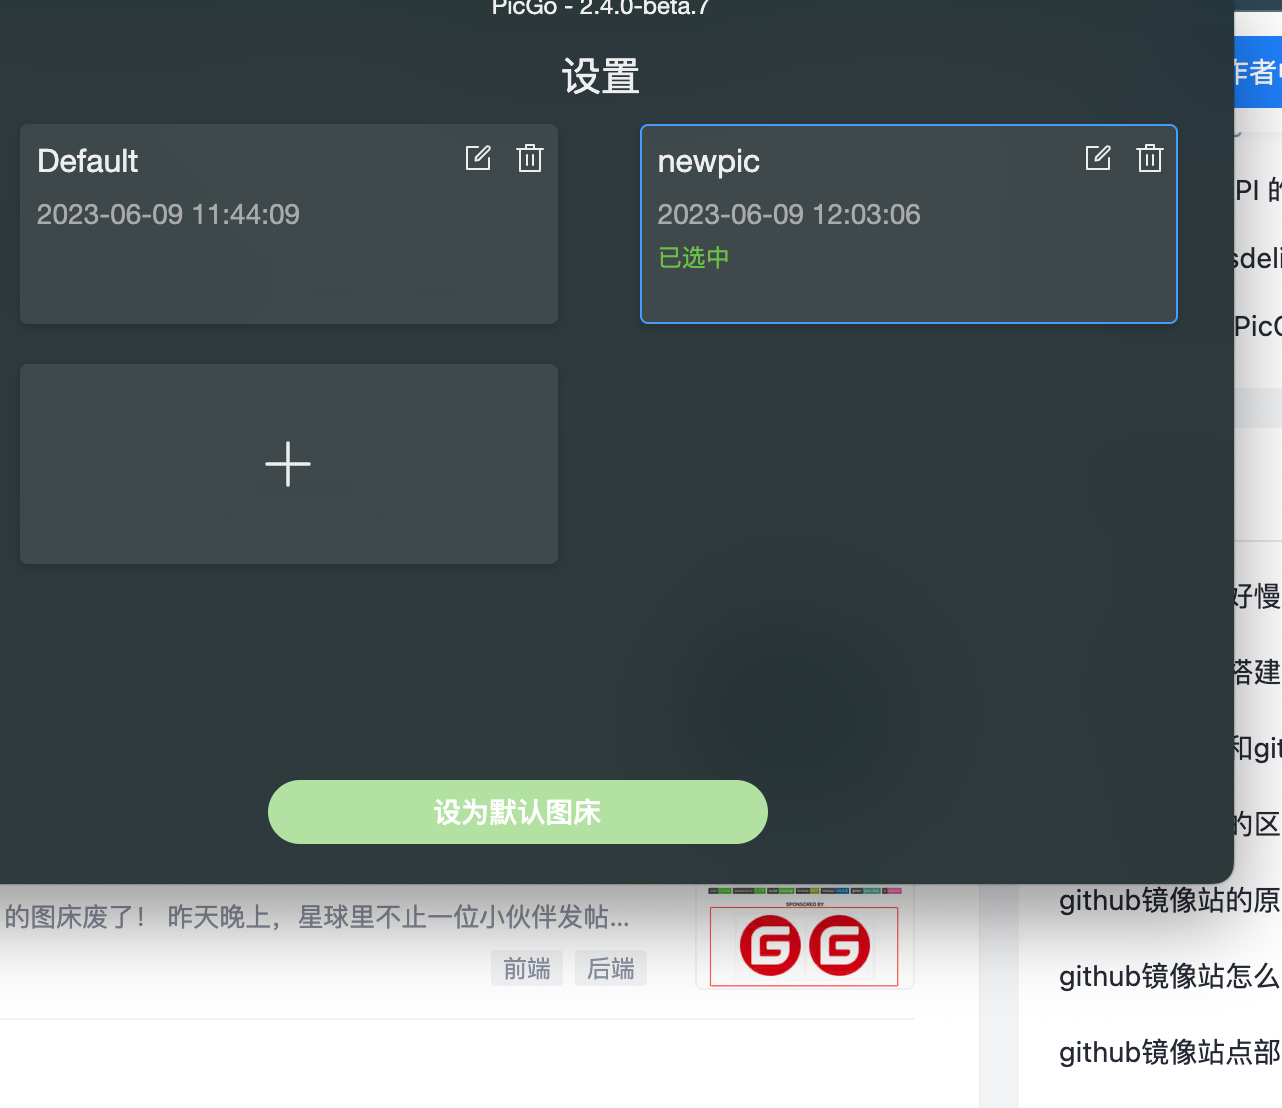 PicGo - 2.4.0-beta.7
设置
Default
2023-06-09 11:44:09
newpic
2023-06-09 12:03:06
已选中
设为默认图床
的图床废了！ 昨天晚上，星球里不止一位小伙伴发帖...
前端
后端
SPONSORED BY
作者
PI 的
sdeli
PicG
好慢
搭建
和git
的区
github镜像站的原
github镜像站怎么
github镜像站点部